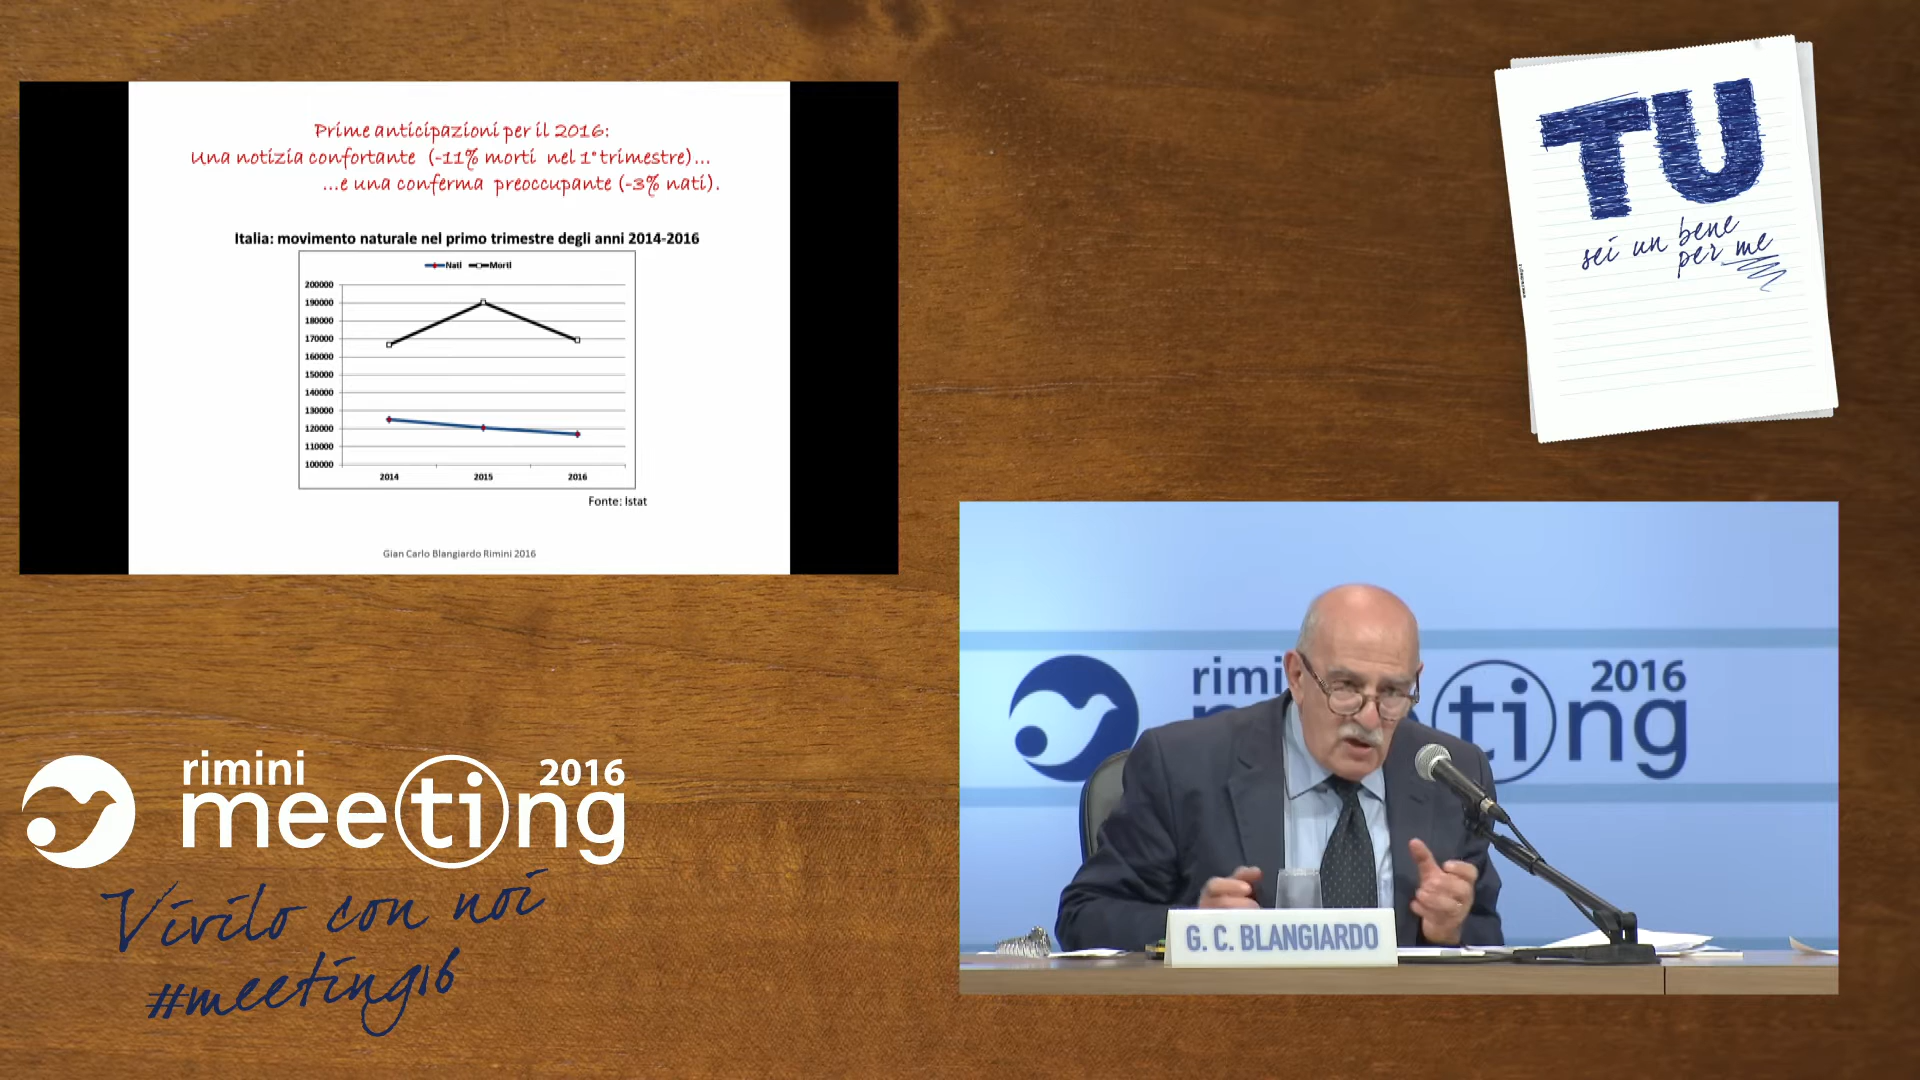 Prime anticipazioni per il 2016:
Una notizia confortante (-11% morti nel 1° trimestre)...
...e una conferma preoccupante (-3% nati).
Italia: movimento naturale nel primo trimestre degli anni 2014-2016
Nati Morti
200000
190000
180000
170000
160000
150000
140000
130000
120000
110000
100000
2014 2015 2016
Fonte: Istat
Gian Carlo Blangiardo Rimini 2016
TU
sei un bene
per me
rimini 2016
meeting
Vivilo con noi
#meeting16
rimi 2016
ting
G. C. BLANGIARDO